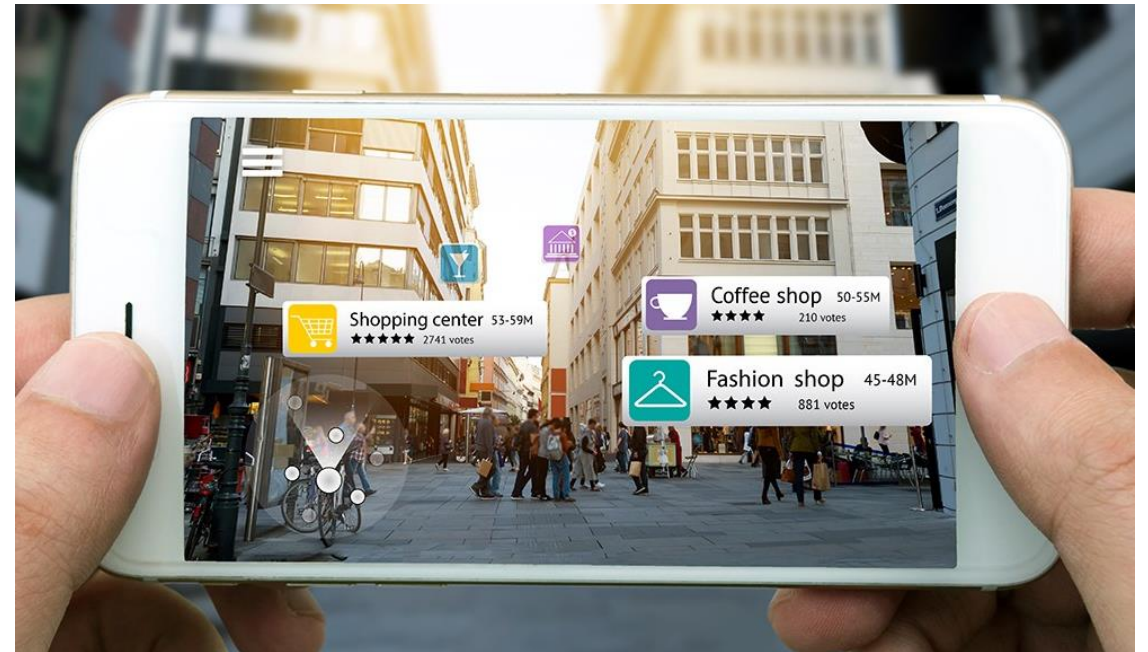 Shopping center 53-59M
2741 votes
Coffee shop 50-55M
210 votes
Fashion shop 45-48M
881 votes